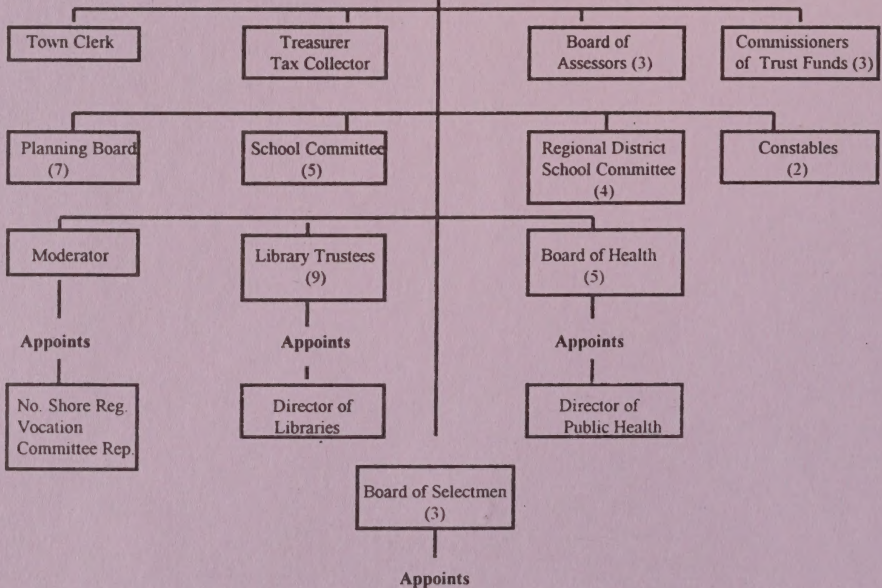 Town Clerk
Treasurer
Tax Collector
Board of
Assessors (3)
Commissioners
of Trust Funds (3)
Planning Board
(7)
School Committee
(5)
Regional District
School Committee
(4)
Constables
(2)
Moderator
Library Trustees
(9)
Board of Health
(5)
Appoints
Appoints
Appoints
No. Shore Reg.
Vocation
Committee Rep.
Director of
Libraries
Director of
Public Health
Board of Selectmen
(3)
Appoints